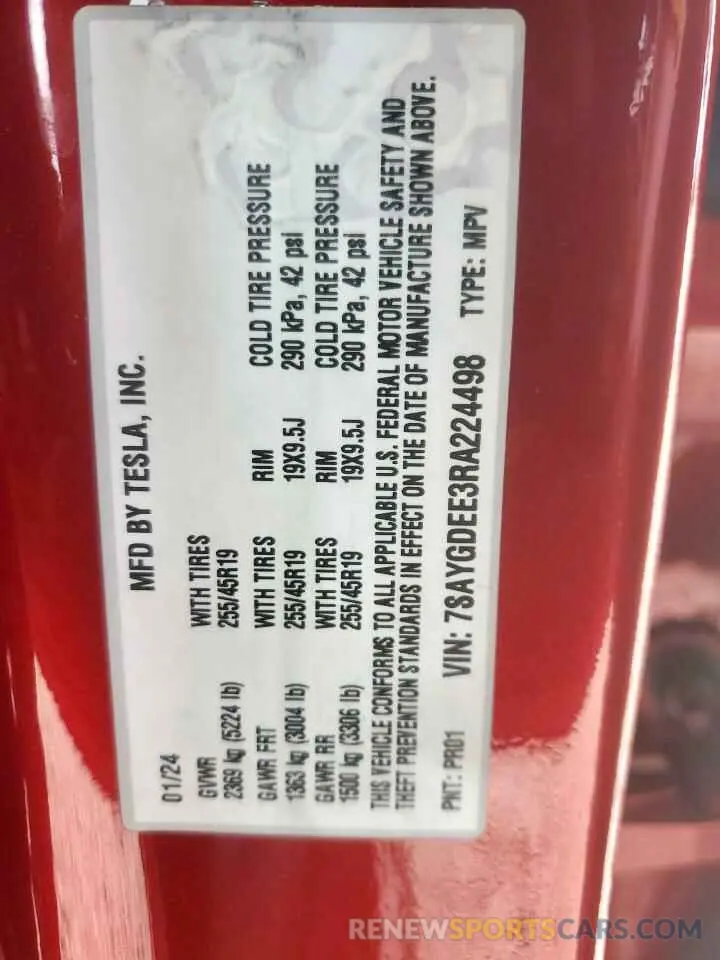 MFD BY TESLA, INC.
01/24
GVWR WITH TIRES
2369 kg (5224 lb) 255/45R19
GAWR FRT WITH TIRES RIM COLD TIRE PRESSURE
1363 kg (3004 lb) 255/45R19 19X9.5J 290 kPa, 42 psi
GAWR RR WITH TIRES RIM COLD TIRE PRESSURE
1500 kg (3306 lb) 255/45R19 19X9.5J 290 kPa, 42 psi
THIS VEHICLE CONFORMS TO ALL APPLICABLE U.S. FEDERAL MOTOR VEHICLE SAFETY AND
THEFT PREVENTION STANDARDS IN EFFECT ON THE DATE OF MANUFACTURE SHOWN ABOVE.
PNT: PR01 VIN: 7SAYGDEE3RA224498 TYPE: MPV
RENEWSPORTSCARS.COM